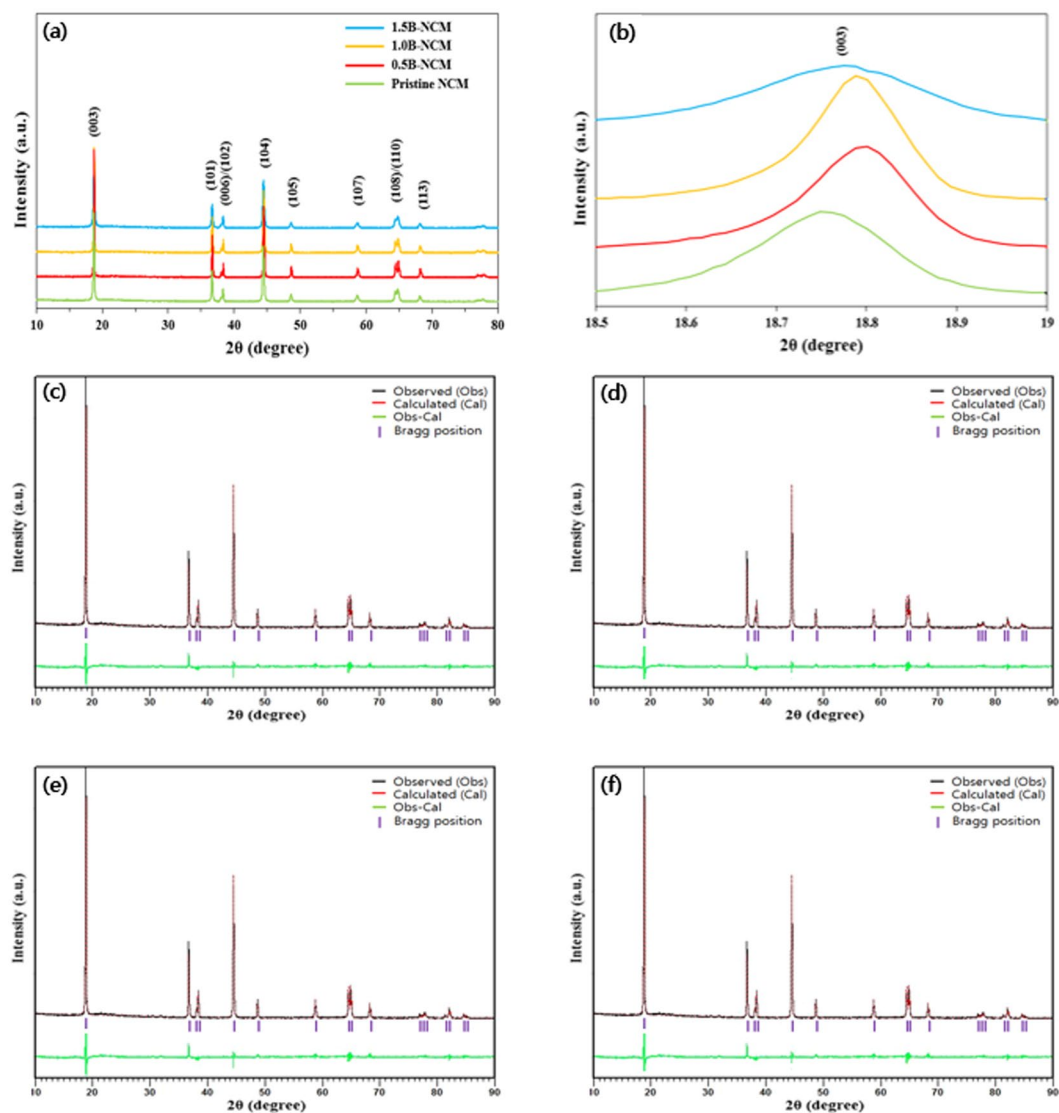 (a)
1.5B-NCM
1.0B-NCM
0.5B-NCM
Pristine NCM
(003)
(101)
(006)/(102)
(104)
(105)
(107)
(108)/(110)
(113)
Intensity (a.u.)
10 20 30 40 50 60 70 80
2θ (degree)
(b)
(003)
Intensity (a.u.)
18.5 18.6 18.7 18.8 18.9 19
2θ (degree)
(c)
Observed (Obs)
Calculated (Cal)
Obs-Cal
Bragg position
Intensity (a.u.)
10 20 30 40 50 60 70 80 90
2θ (degree)
(d)
Observed (Obs)
Calculated (Cal)
Obs-Cal
Bragg position
Intensity (a.u.)
10 20 30 40 50 60 70 80 90
2θ (degree)
(e)
Observed (Obs)
Calculated (Cal)
Obs-Cal
Bragg position
Intensity (a.u.)
10 20 30 40 50 60 70 80 90
2θ (degree)
(f)
Observed (Obs)
Calculated (Cal)
Obs-Cal
Bragg position
Intensity (a.u.)
10 20 30 40 50 60 70 80 90
2θ (degree)